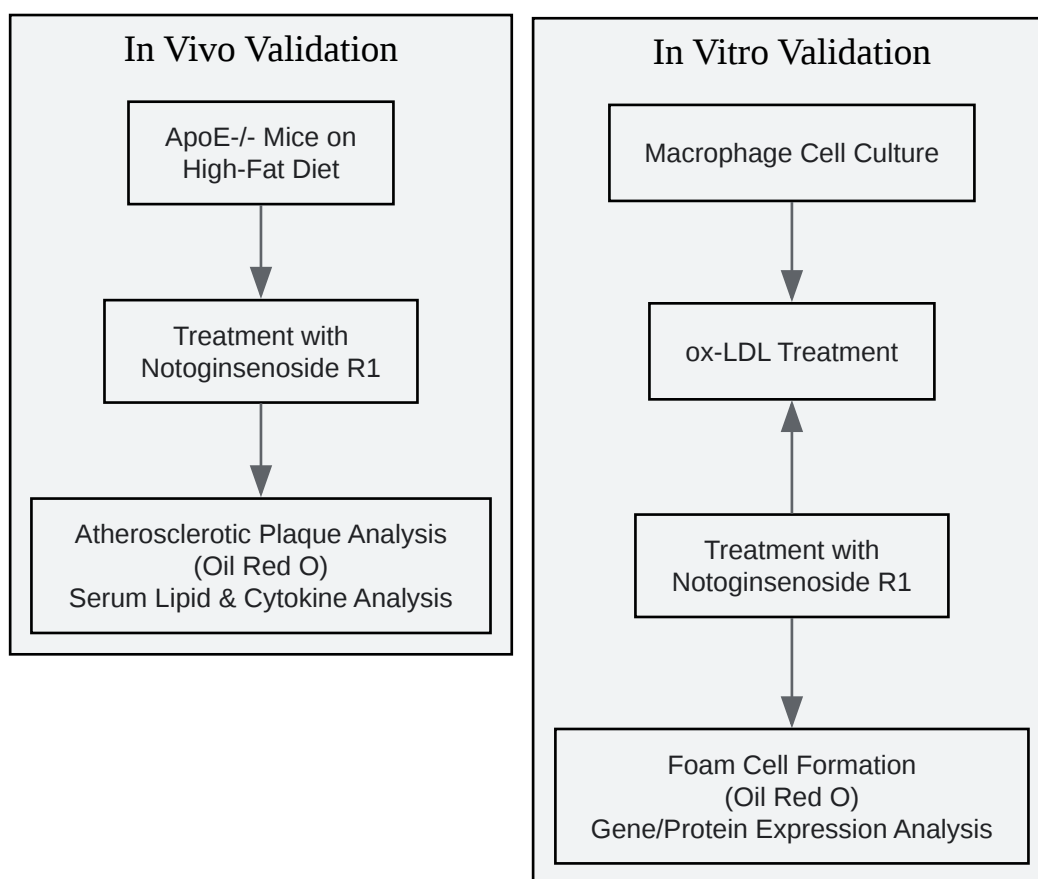 In Vivo Validation
ApoE-/- Mice on
High-Fat Diet
Treatment with
Notoginsenoside R1
Atherosclerotic Plaque Analysis
(Oil Red O)
Serum Lipid & Cytokine Analysis
In Vitro Validation
Macrophage Cell Culture
ox-LDL Treatment
Treatment with
Notoginsenoside R1
Foam Cell Formation
(Oil Red O)
Gene/Protein Expression Analysis